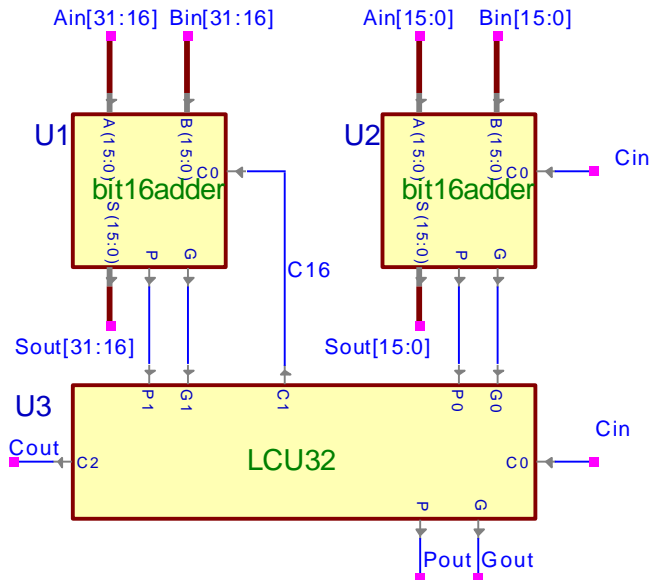 Ain[31:16] Bin[31:16] Ain[15:0] Bin[15:0]
U1 A(15:0) B(15:0) U2 A(15:0) B(15:0)
C0 C0 Cin
bit16adder bit16adder
S(15:0) P G S(15:0) P G
C16
Sout[31:16] Sout[15:0]
U3 P1 G1 C1 P0 G0
Cout C2 LCU32 C0 Cin
P G
Pout Gout